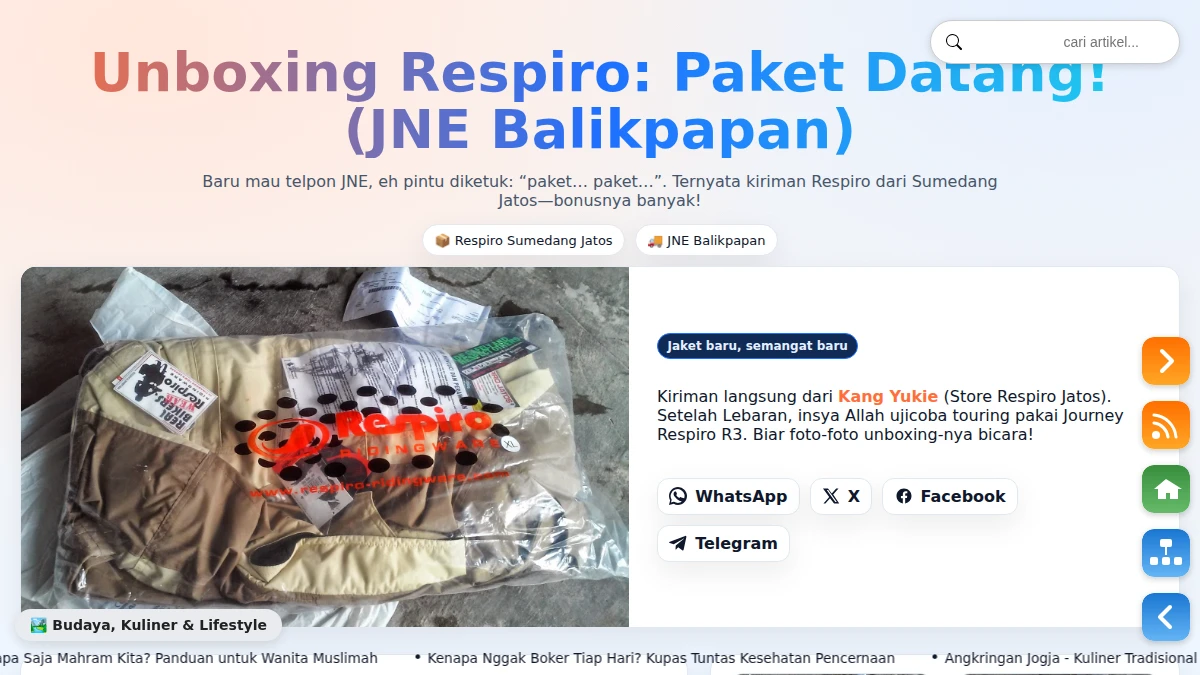 cari artikel...
Unboxing Respiro: Paket Datang!
(JNE Balikpapan)
Baru mau telpon JNE, eh pintu diketuk: “paket… paket…”. Ternyata kiriman Respiro dari Sumedang
Jatos—bonusnya banyak!
📦 Respiro Sumedang Jatos
🚚 JNE Balikpapan
Respiro
RIDINGWARE
XL
www.respiro-ridingware.com
Respiro
Jaket baru, semangat baru
Kiriman langsung dari Kang Yukie (Store Respiro Jatos).
Setelah Lebaran, insya Allah ujicoba touring pakai Journey
Respiro R3. Biar foto-foto unboxing-nya bicara!
WhatsApp
X
Facebook
Telegram
🏞️ Budaya, Kuliner & Lifestyle
apa Saja Mahram Kita? Panduan untuk Wanita Muslimah
• Kenapa Nggak Boker Tiap Hari? Kupas Tuntas Kesehatan Pencernaan
• Angkringan Jogja - Kuliner Tradisional